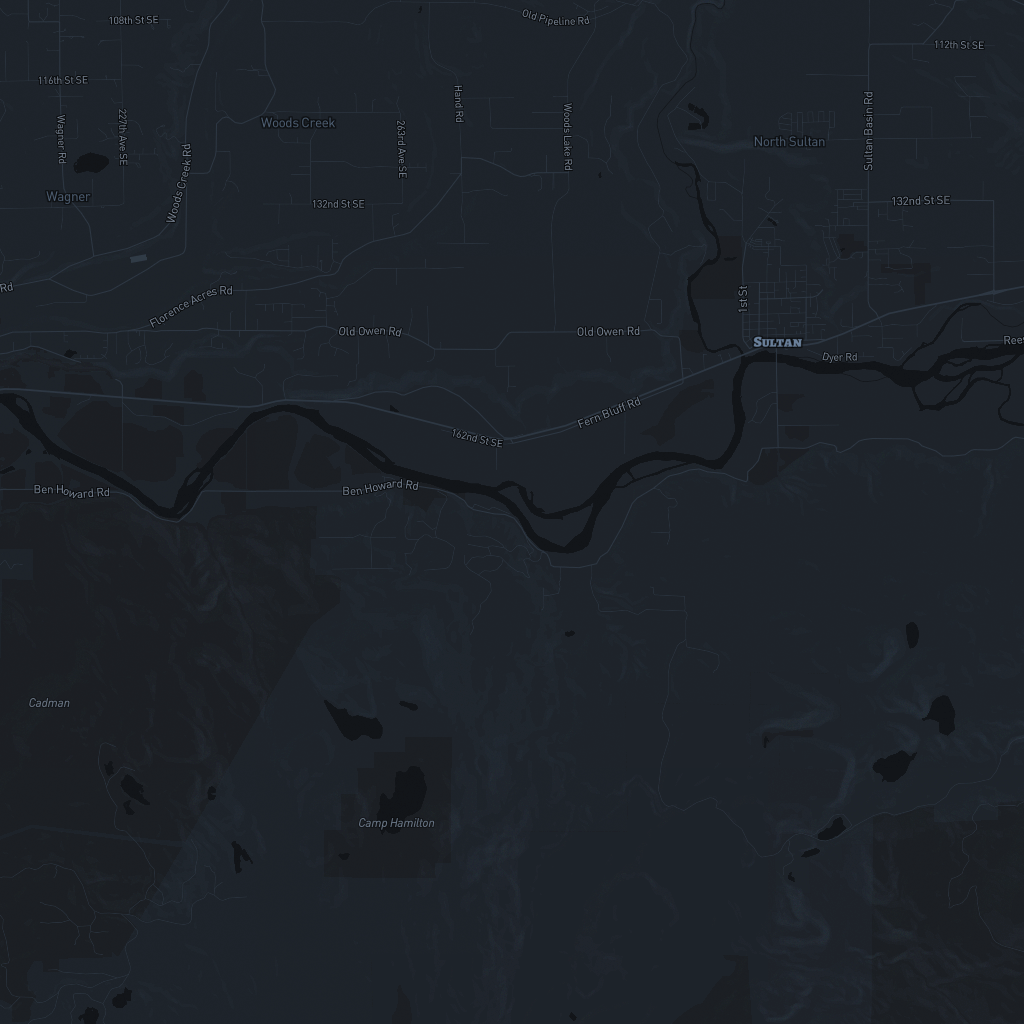 108th St SE
Old Pipeline Rd
112th St SE
116th St SE
Hand Rd
Woods Lake Rd
Sultan Basin Rd
Wagner Rd
227th Ave SE
Woods Creek
263rd Ave SE
North Sultan
Woods Creek Rd
Wagner
132nd St SE
132nd St SE
Rd
Florence Acres Rd
1st St
Old Owen Rd
Old Owen Rd
SULTAN
Dyer Rd
Fern Bluff Rd
162nd St SE
Ben Howard Rd
Ben Howard Rd
Cadman
Camp Hamilton